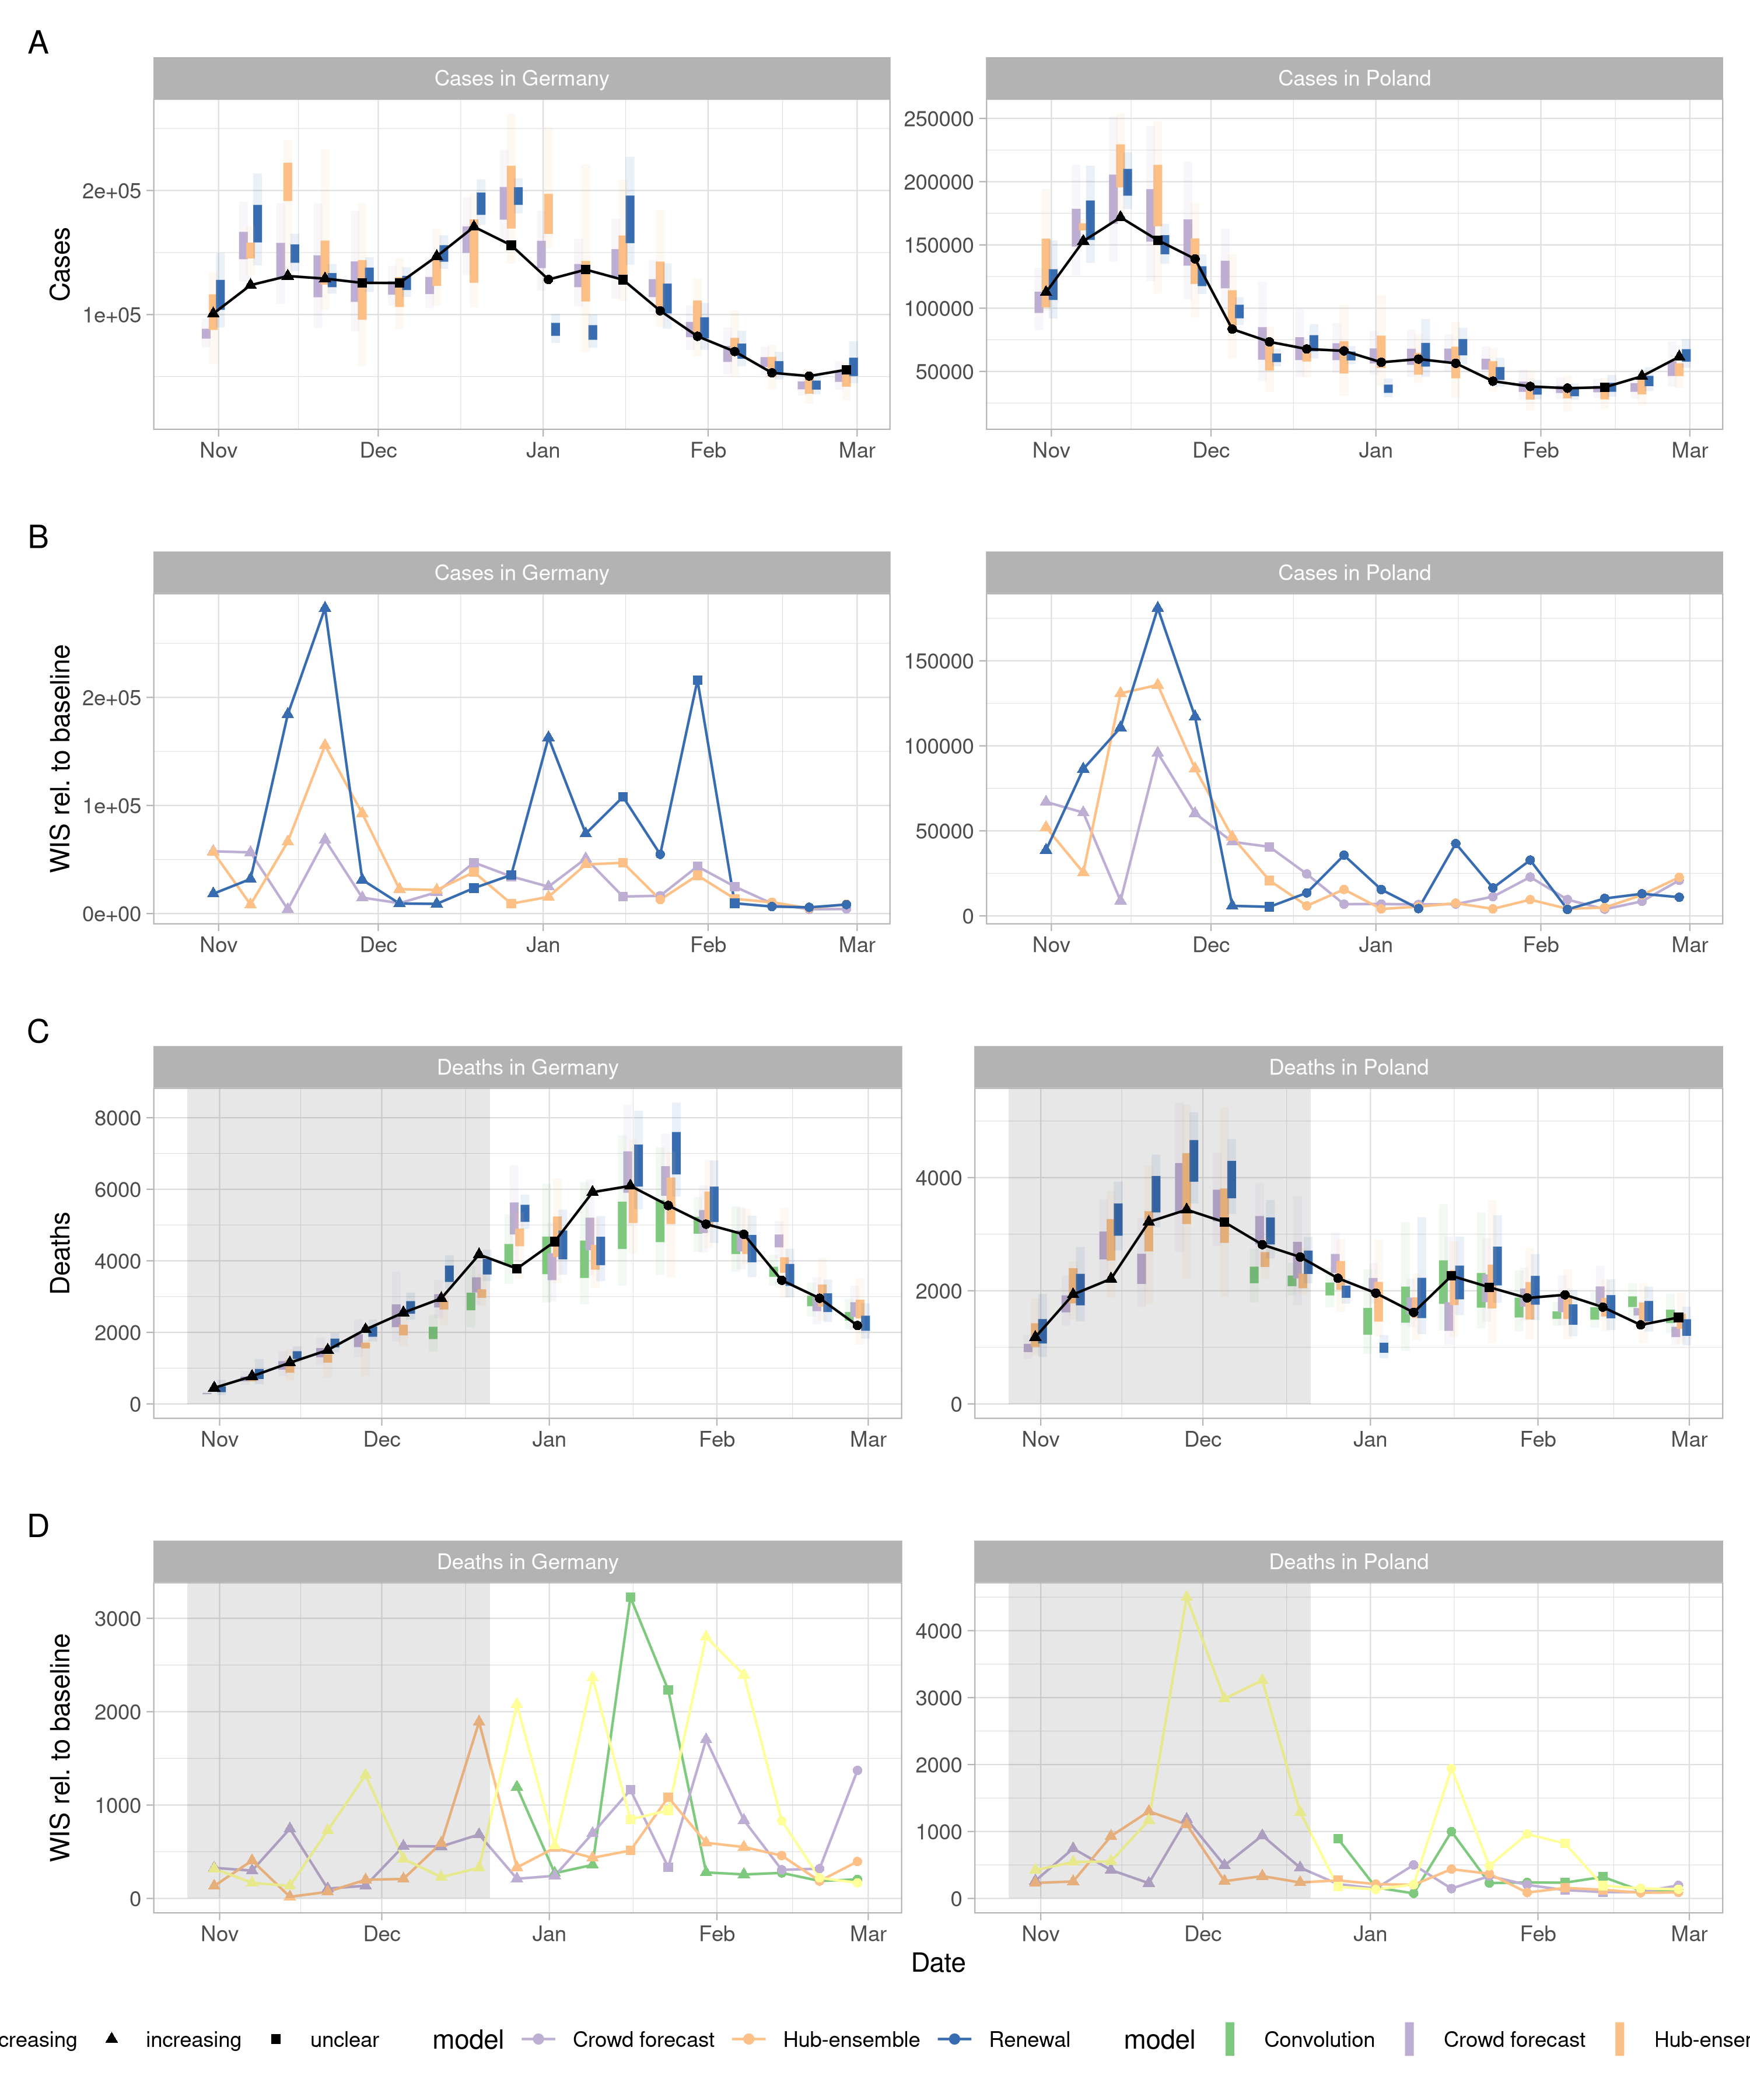 A
Cases in Germany
Cases in Poland
Cases
2e+05
1e+05
250000
200000
150000
100000
50000
Nov Dec Jan Feb Mar
Nov Dec Jan Feb Mar
B
Cases in Germany
Cases in Poland
WIS rel. to baseline
2e+05
1e+05
0e+00
150000
100000
50000
0
Nov Dec Jan Feb Mar
Nov Dec Jan Feb Mar
C
Deaths in Germany
Deaths in Poland
Deaths
8000
6000
4000
2000
0
4000
2000
0
Nov Dec Jan Feb Mar
Nov Dec Jan Feb Mar
D
Deaths in Germany
Deaths in Poland
WIS rel. to baseline
3000
2000
1000
0
4000
3000
2000
1000
0
Nov Dec Jan Feb Mar
Nov Dec Jan Feb Mar
Date
creasing increasing unclear model Crowd forecast Hub-ensemble Renewal model Convolution Crowd forecast Hub-enser